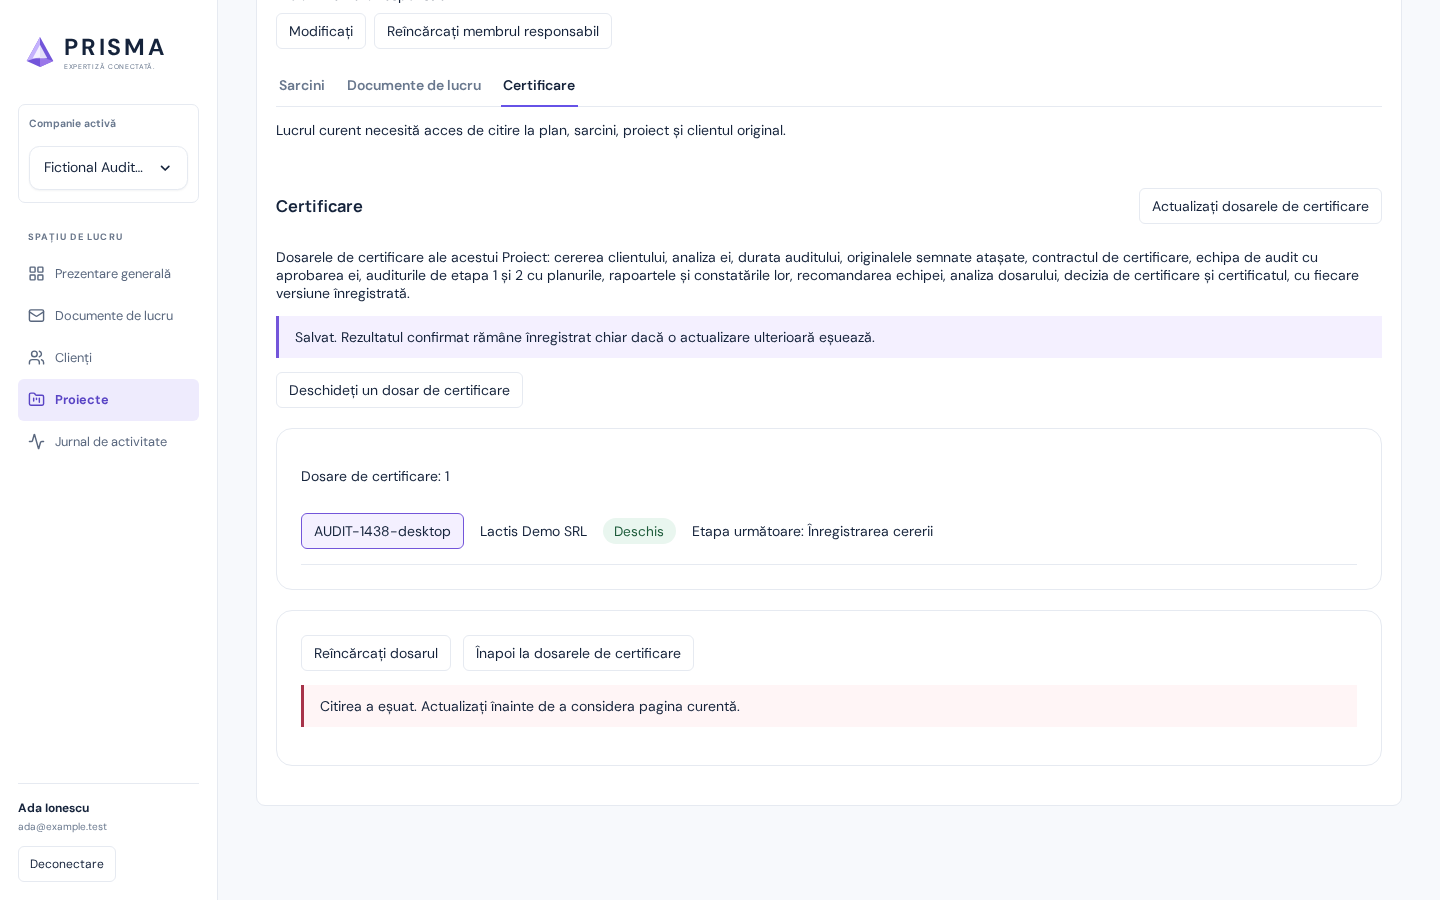 PRISMA
EXPERTIZĂ CONECTATĂ.
Companie activă
Fictional Audit...
SPAȚIU DE LUCRU
Prezentare generală
Documente de lucru
Clienți
Proiecte
Jurnal de activitate
Ada Ionescu
ada@example.test
Deconectare
Modificați
Reîncărcați membrul responsabil
Sarcini
Documente de lucru
Certificare
Lucrul curent necesită acces de citire la plan, sarcini, proiect și clientul original.
Certificare
Actualizați dosarele de certificare
Dosarele de certificare ale acestui Proiect: cererea clientului, analiza ei, durata auditului, originalele semnate atașate, contractul de certificare, echipa de audit cu
aprobarea ei, auditurile de etapa 1 și 2 cu planurile, rapoartele și constatările lor, recomandarea echipei, analiza dosarului, decizia de certificare și certificatul, cu fiecare
versiune înregistrată.
Salvat. Rezultatul confirmat rămâne înregistrat chiar dacă o actualizare ulterioară eșuează.
Deschideți un dosar de certificare
Dosare de certificare: 1
AUDIT-1438-desktop
Lactis Demo SRL
Deschis
Etapa următoare: Înregistrarea cererii
Reîncărcați dosarul
Înapoi la dosarele de certificare
Citirea a eșuat. Actualizați înainte de a considera pagina curentă.